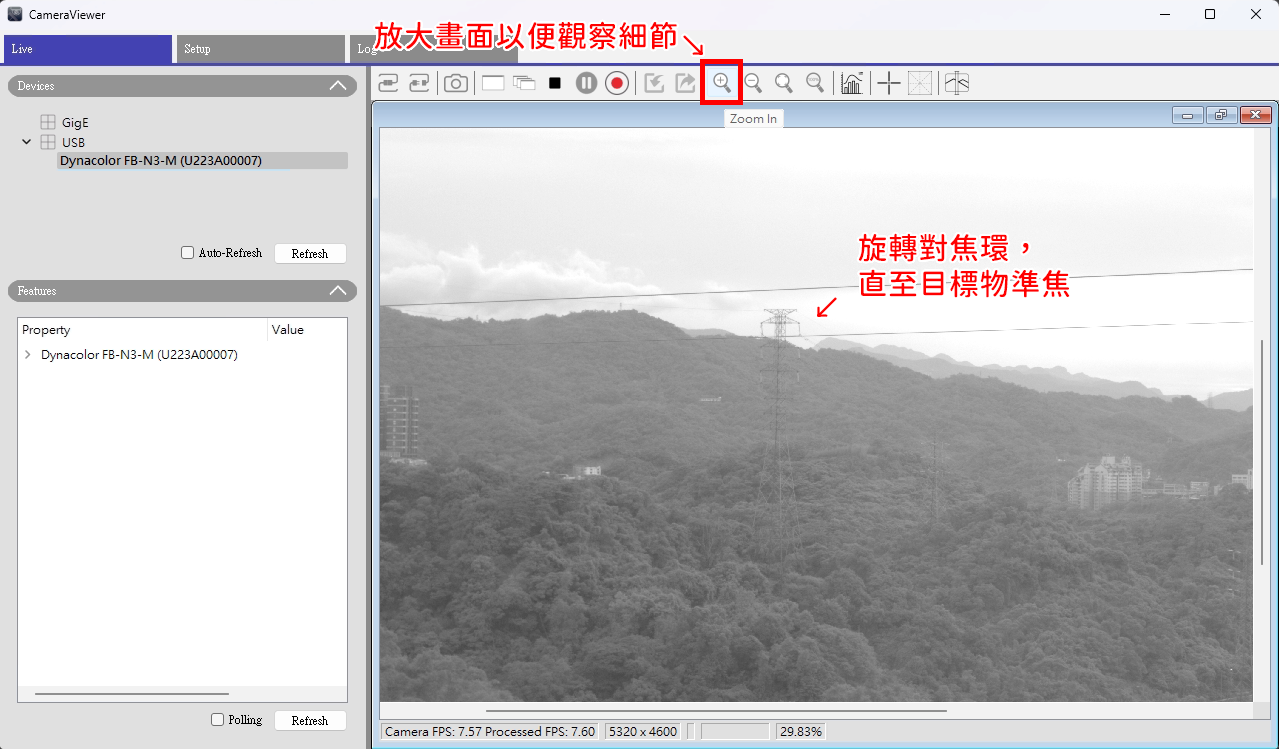 CameraViewer
Live
Setup
Log
放大畫面以便觀察細節
Devices
GigE
USB
Dynacolor FB-N3-M (U223A00007)
Auto-Refresh
Refresh
Features
Property
Value
Dynacolor FB-N3-M (U223A00007)
Polling
Refresh
Zoom In
旋轉對焦環，
直至目標物準焦
Camera FPS: 7.57 Processed FPS: 7.60
5320 x 4600
29.83%